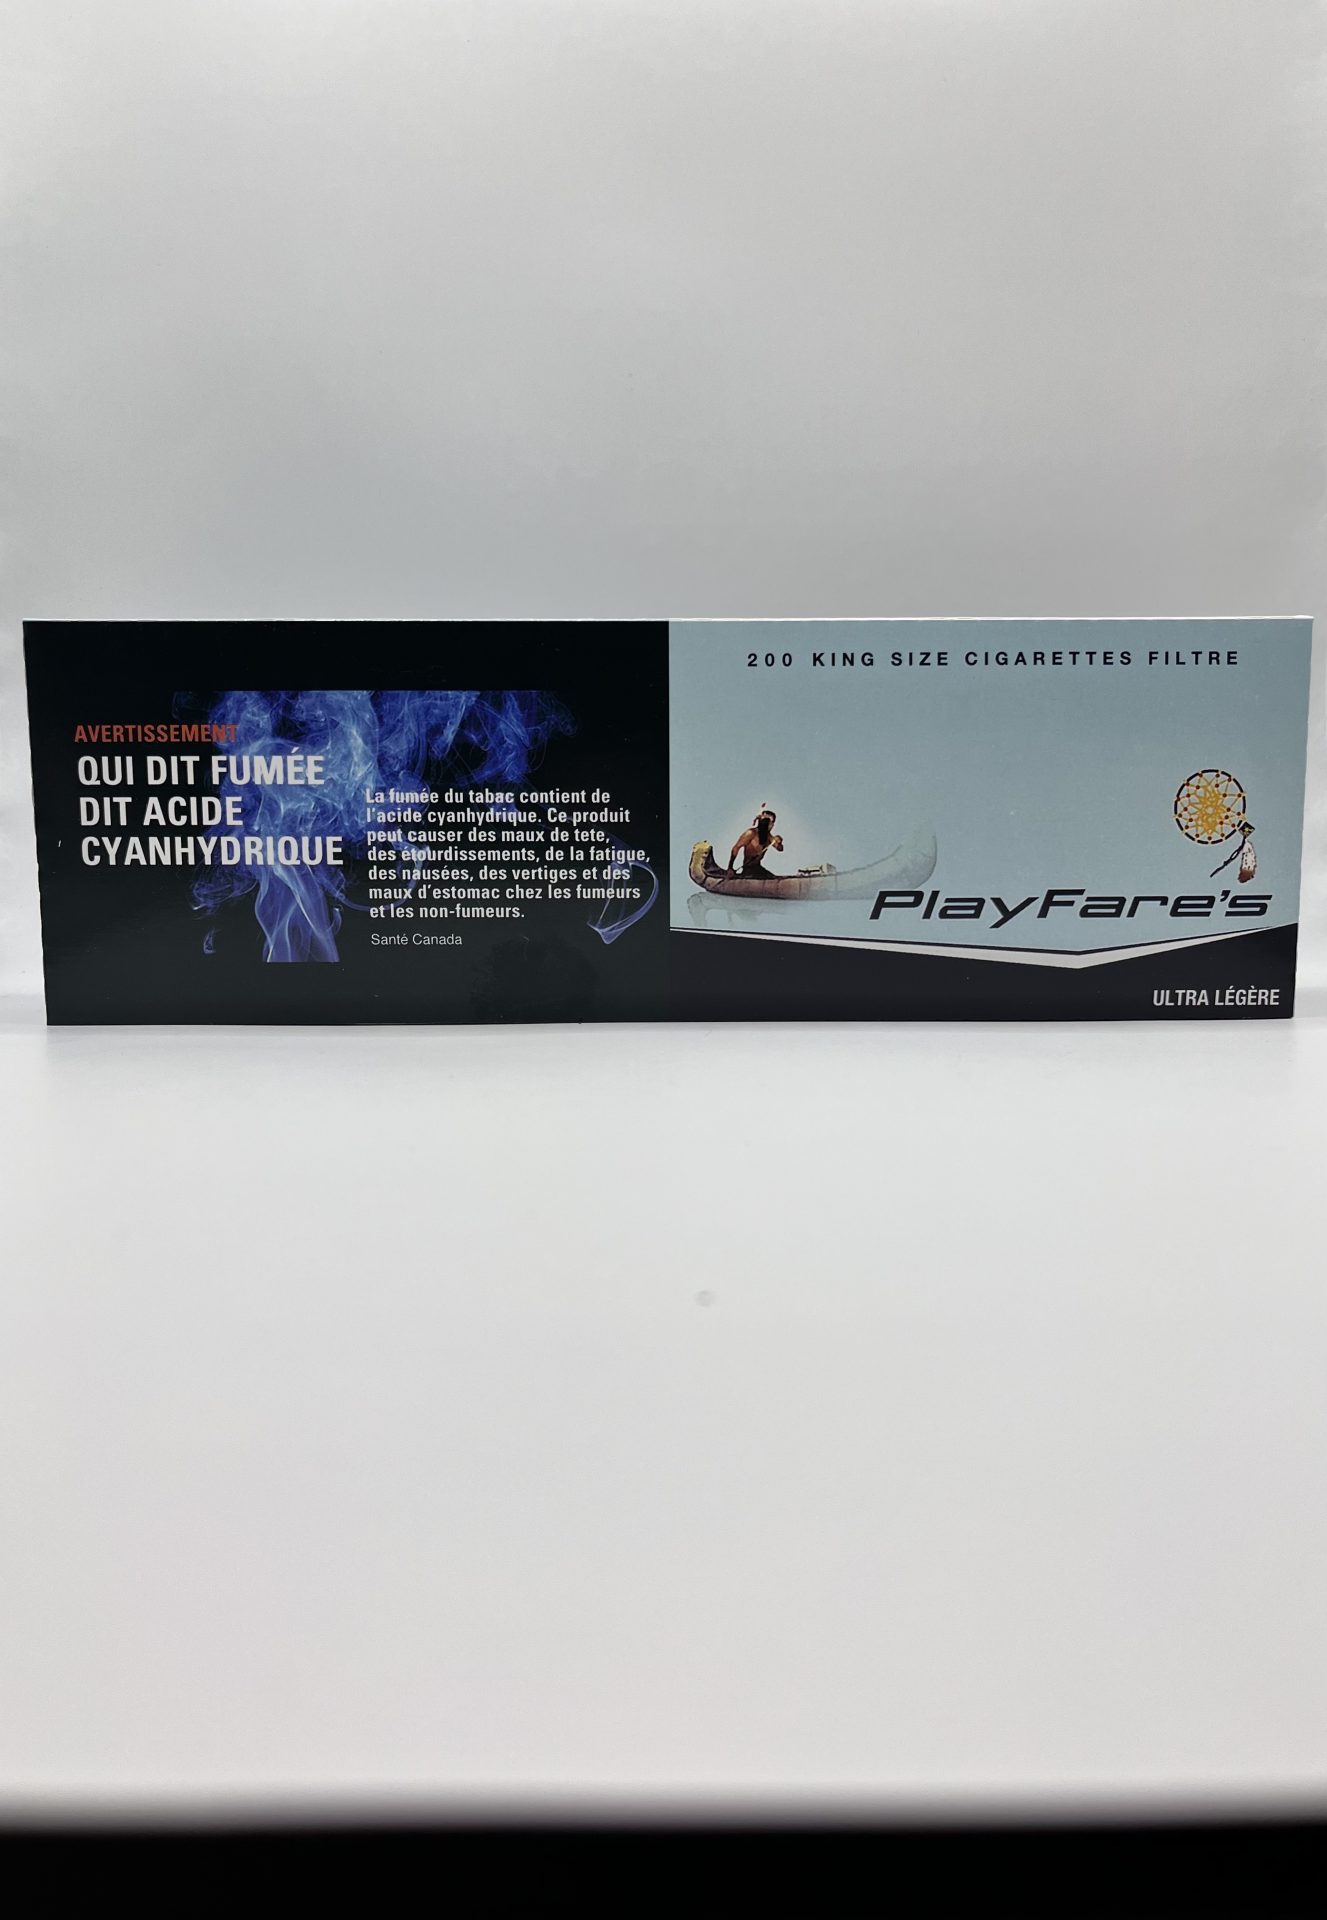 AVERTISSEMENT
QUI DIT FUMÉE
DIT ACIDE
CYANHYDRIQUE
La fumée du tabac contient de
l'acide cyanhydrique. Ce produit
peut causer des maux de tete,
des étourdissements, de la fatigue,
des nausées, des vertiges et des
maux d'estomac chez les fumeurs
et les non-fumeurs.
Santé Canada
200 KING SIZE CIGARETTES FILTRE
PlayFare's
ULTRA LÉGÈRE